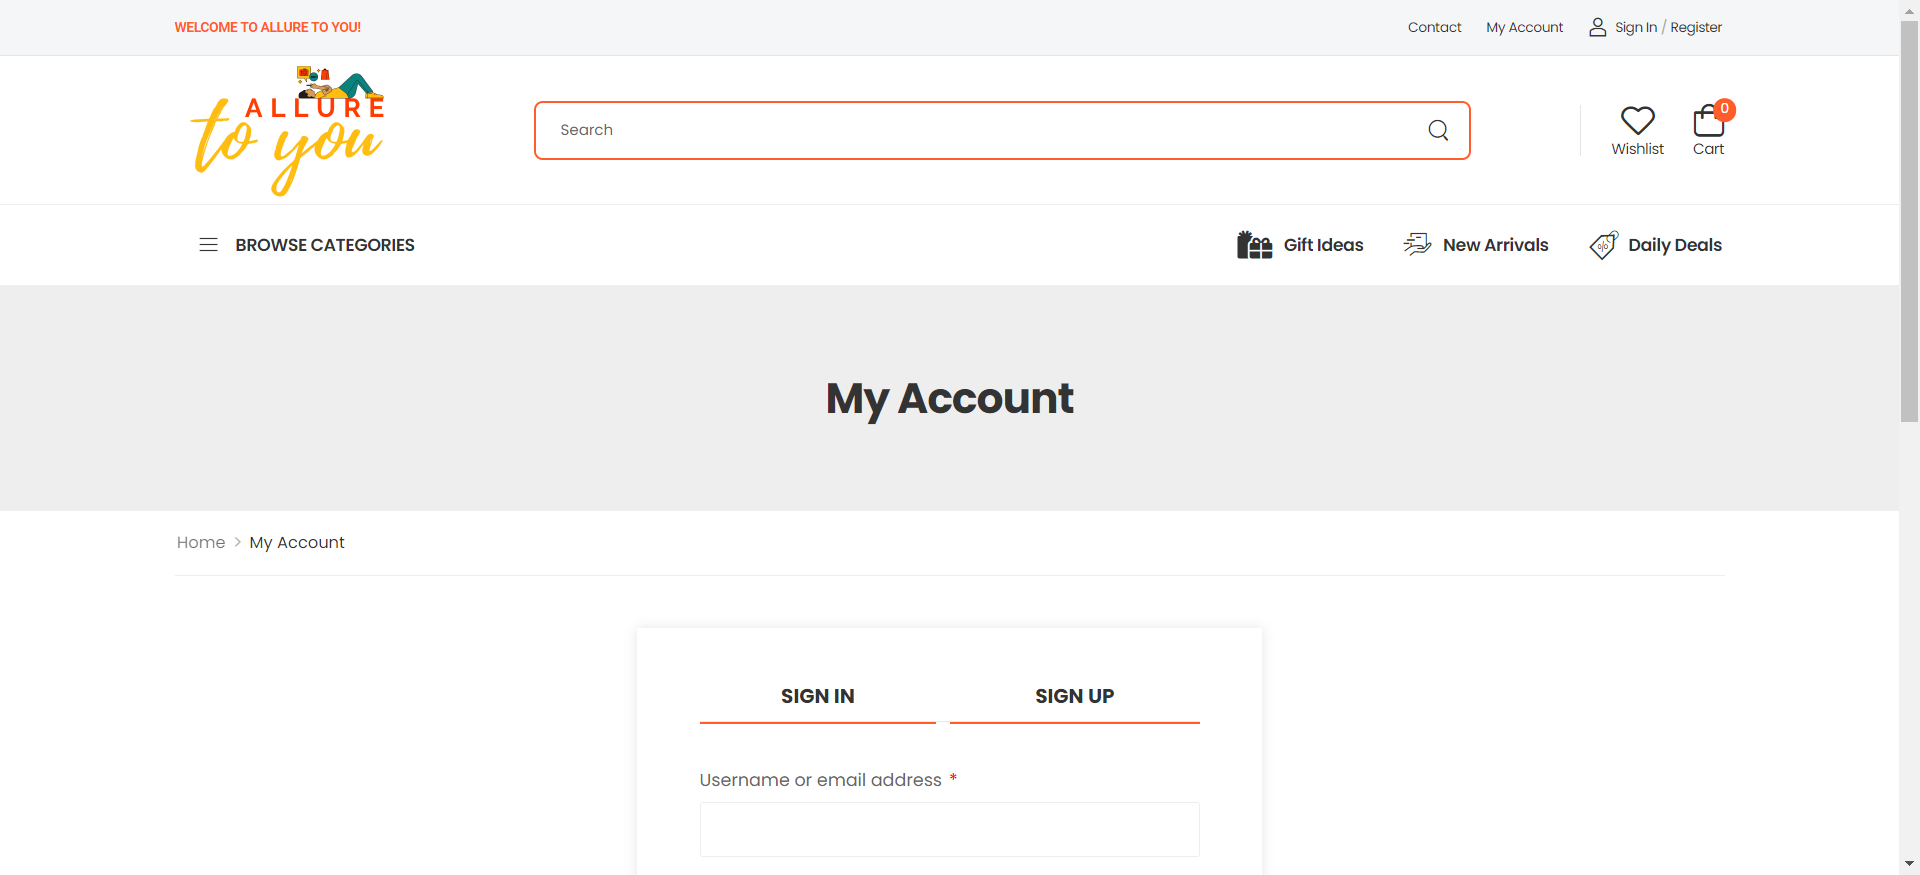 WELCOME TO ALLURE TO YOU!
Contact My Account Sign In / Register
ALLURE
to you
Search
0
Wishlist Cart
BROWSE CATEGORIES
Gift Ideas New Arrivals Daily Deals
My Account
Home > My Account
SIGN IN SIGN UP
Username or email address *